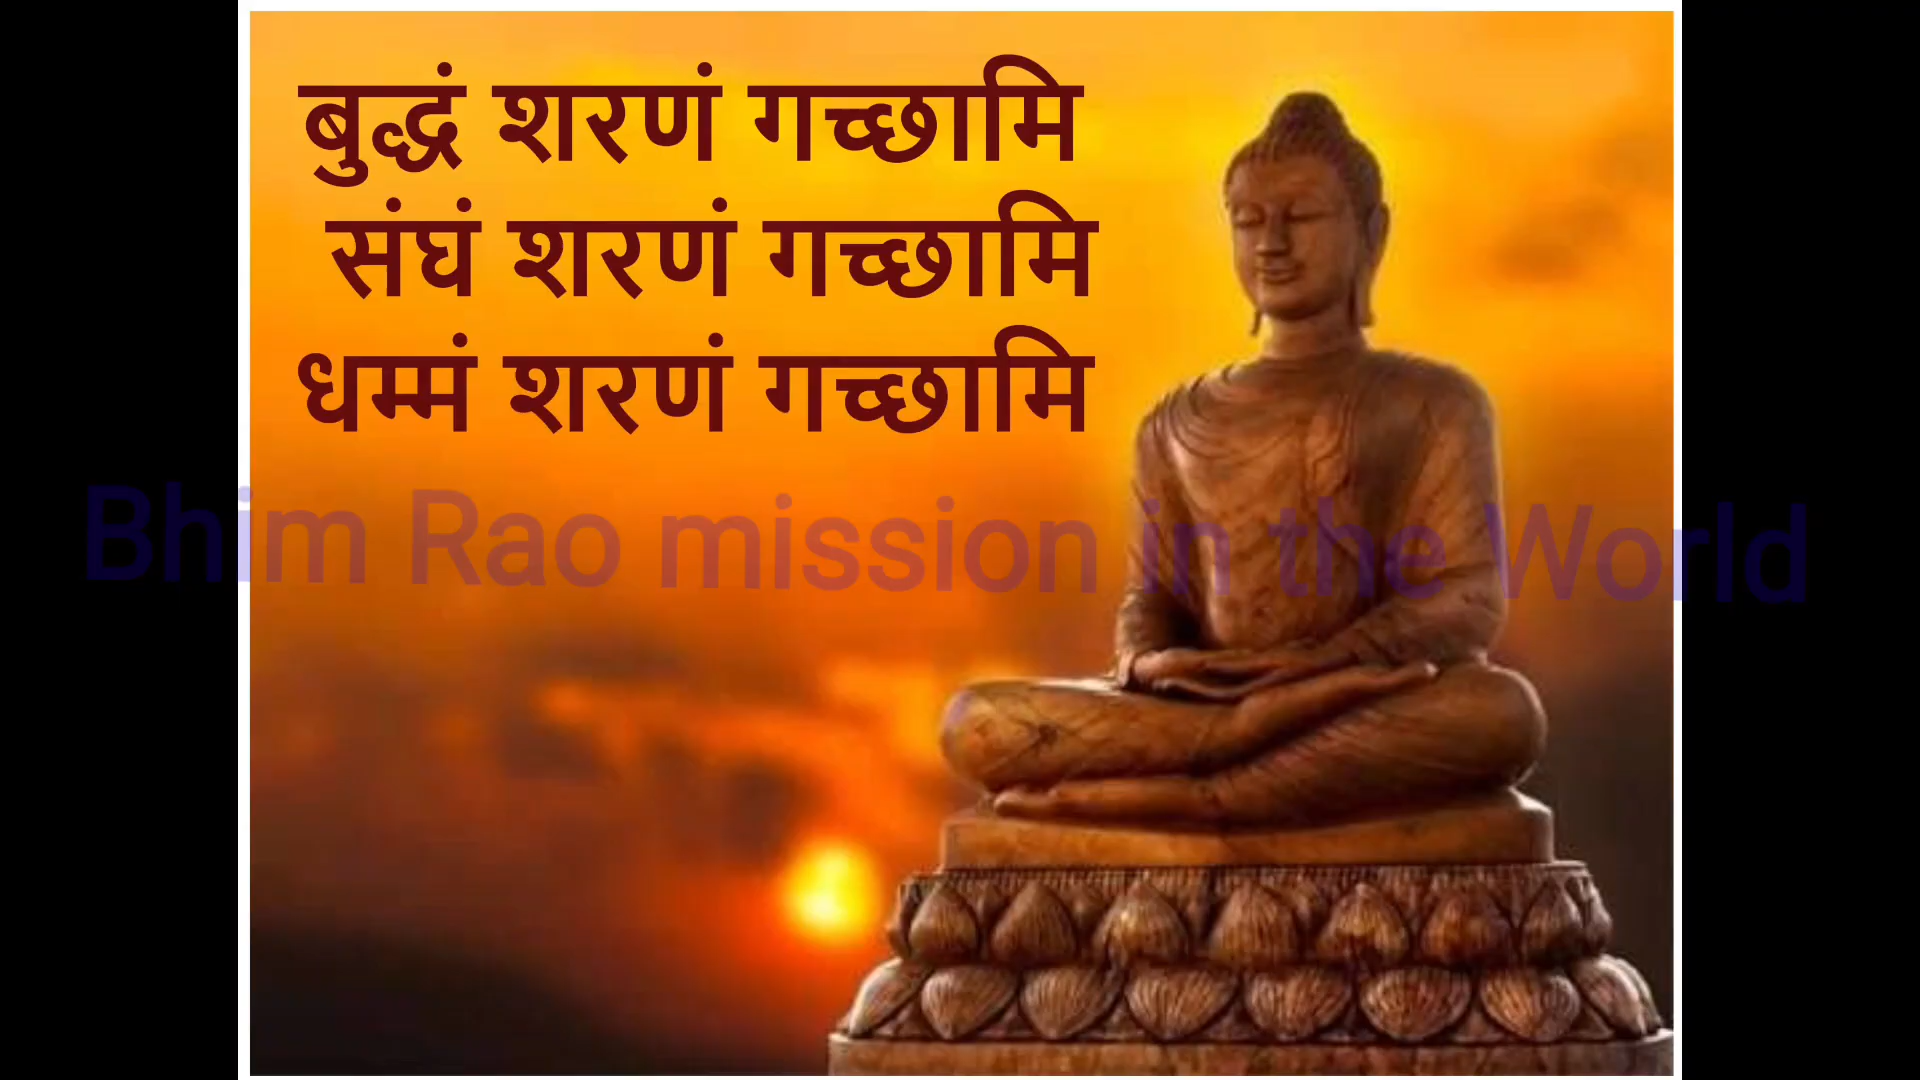 बुद्धं शरणं गच्छामि
संघं शरणं गच्छामि
धम्मं शरणं गच्छामि
Bhim Rao mission in the World